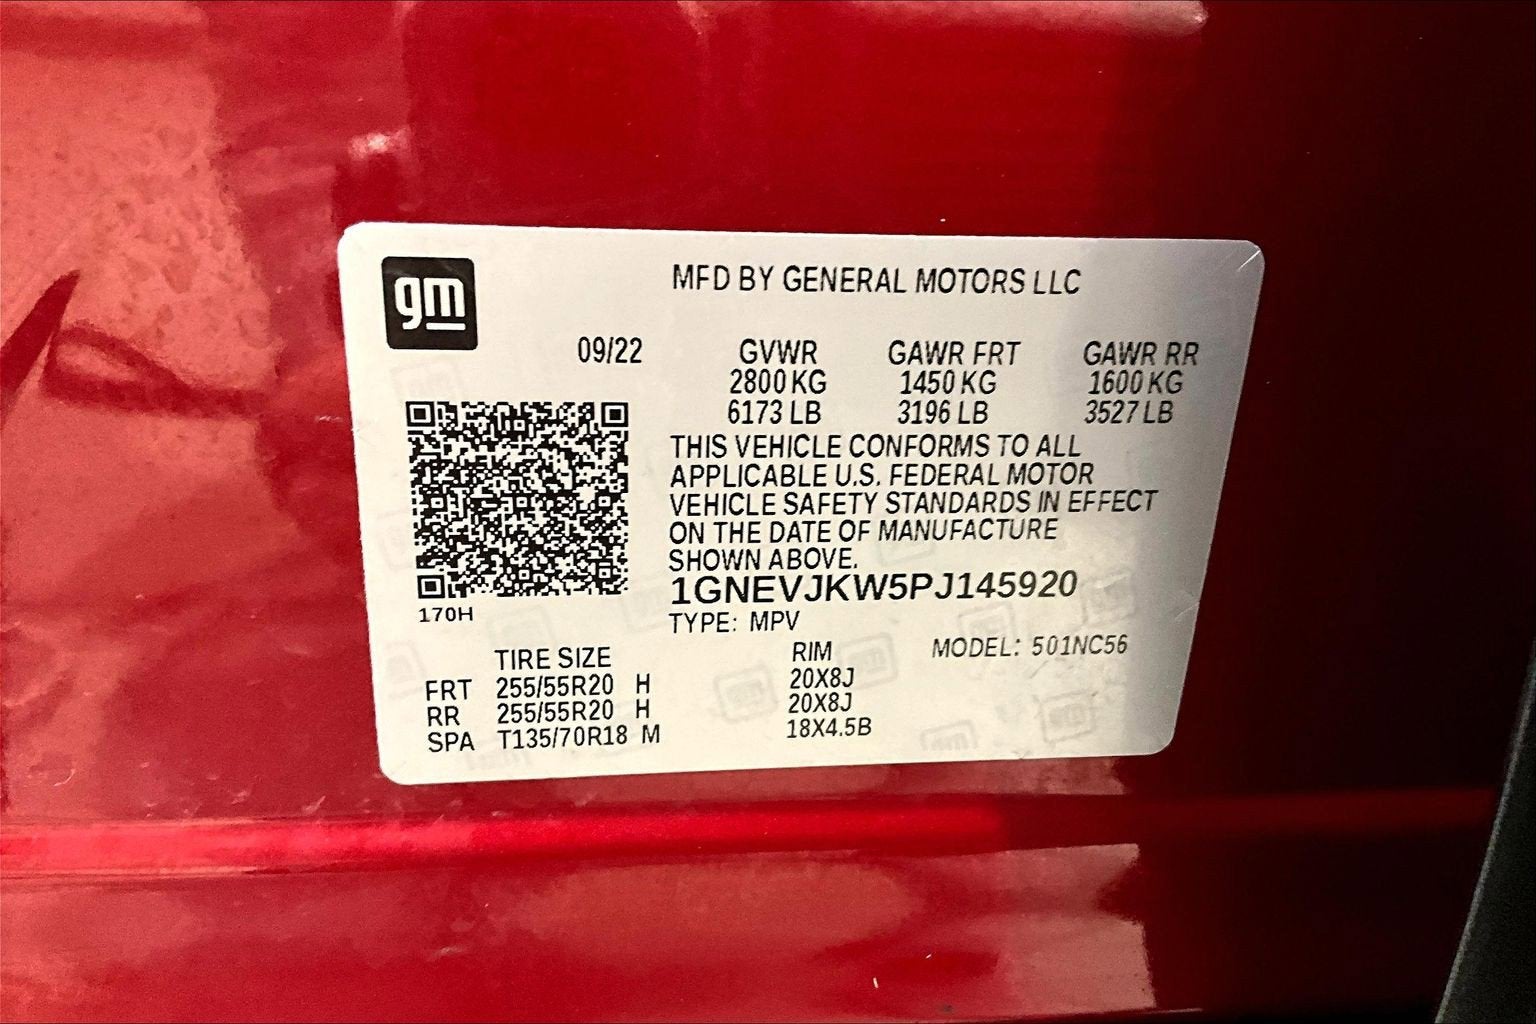 gm
MFD BY GENERAL MOTORS LLC
09/22 GVWR GAWR FRT GAWR RR
2800 KG 1450 KG 1600 KG
6173 LB 3196 LB 3527 LB
THIS VEHICLE CONFORMS TO ALL
APPLICABLE U.S. FEDERAL MOTOR
VEHICLE SAFETY STANDARDS IN EFFECT
ON THE DATE OF MANUFACTURE
SHOWN ABOVE.
1GNEVJKW5PJ145920
170H
TYPE: MPV
MODEL: 501NC56
TIRE SIZE RIM
FRT 255/55R20 H 20X8J
RR 255/55R20 H 20X8J
SPA T135/70R18 M 18X4.5B